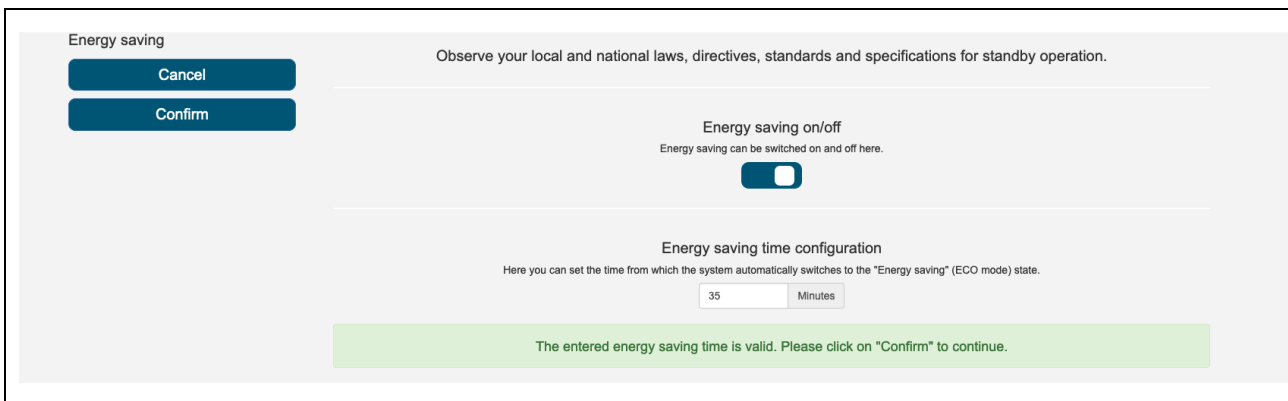 Energy saving
Cancel
Confirm
Observe your local and national laws, directives, standards and specifications for standby operation.
Energy saving on/off
Energy saving can be switched on and off here.
Energy saving time configuration
Here you can set the time from which the system automatically switches to the "Energy saving" (ECO mode) state.
35 Minutes
The entered energy saving time is valid. Please click on "Confirm" to continue.